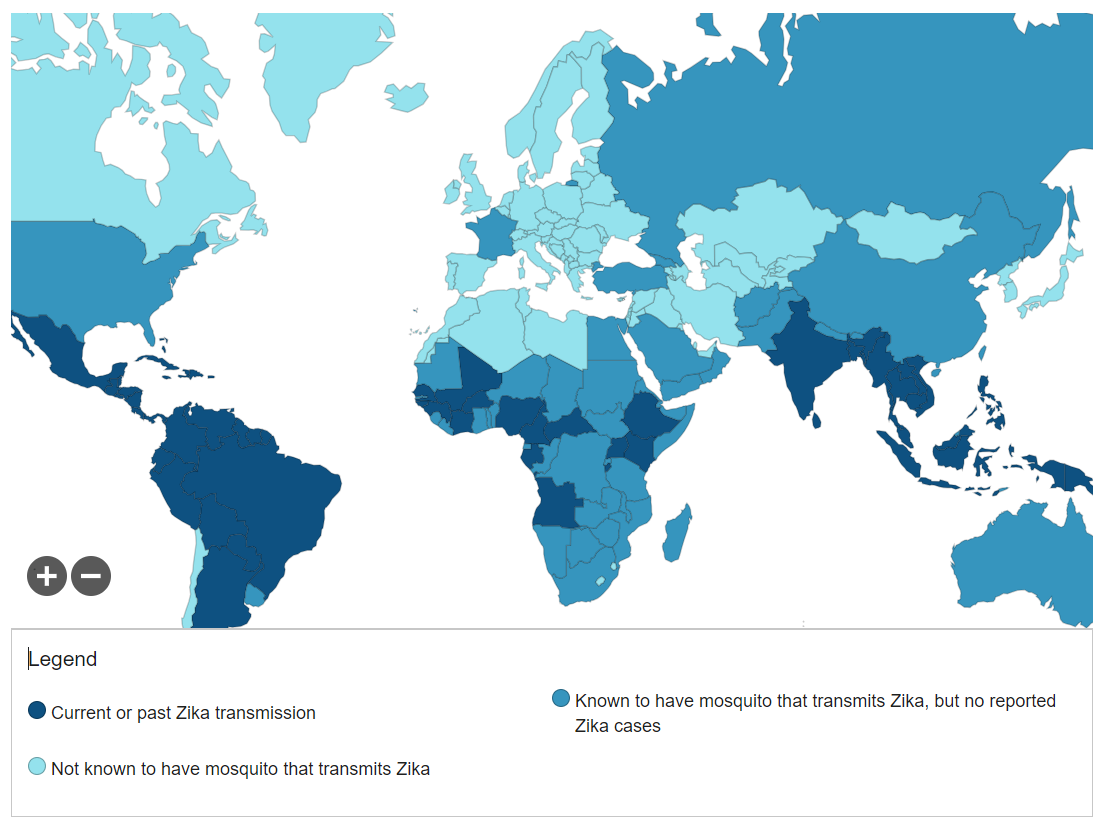 Legend
Current or past Zika transmission
Known to have mosquito that transmits Zika, but no reported
Zika cases
Not known to have mosquito that transmits Zika